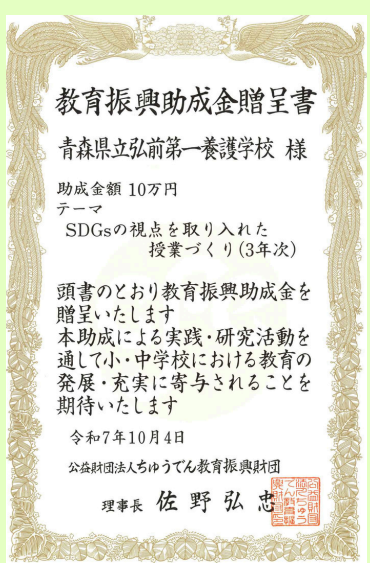 教育振興助成金贈呈書
青森県立弘前第一養護学校 様
助成金額 10万円
テーマ
SDGsの視点を取り入れた
授業づくり(3年次)
頭書のとおり教育振興助成金を
贈呈いたします
本助成による実践・研究活動を
通して小・中学校における教育の
発展・充実に寄与されることを
期待いたします
令和7年10月4日
公益財団法人ちゅうでん教育振興財団
理事長 佐野弘忠